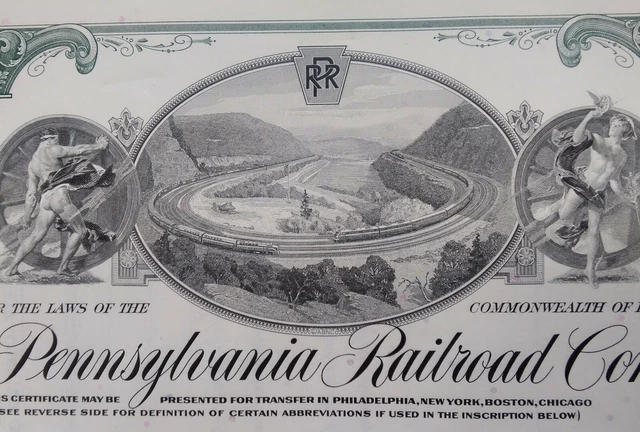 PRR
R THE LAWS OF THE COMMONWEALTH OF
Pennsylvania Railroad Co
S CERTIFICATE MAY BE PRESENTED FOR TRANSFER IN PHILADELPHIA, NEW YORK, BOSTON, CHICAGO
SEE REVERSE SIDE FOR DEFINITION OF CERTAIN ABBREVIATIONS IF USED IN THE INSCRIPTION BELOW)